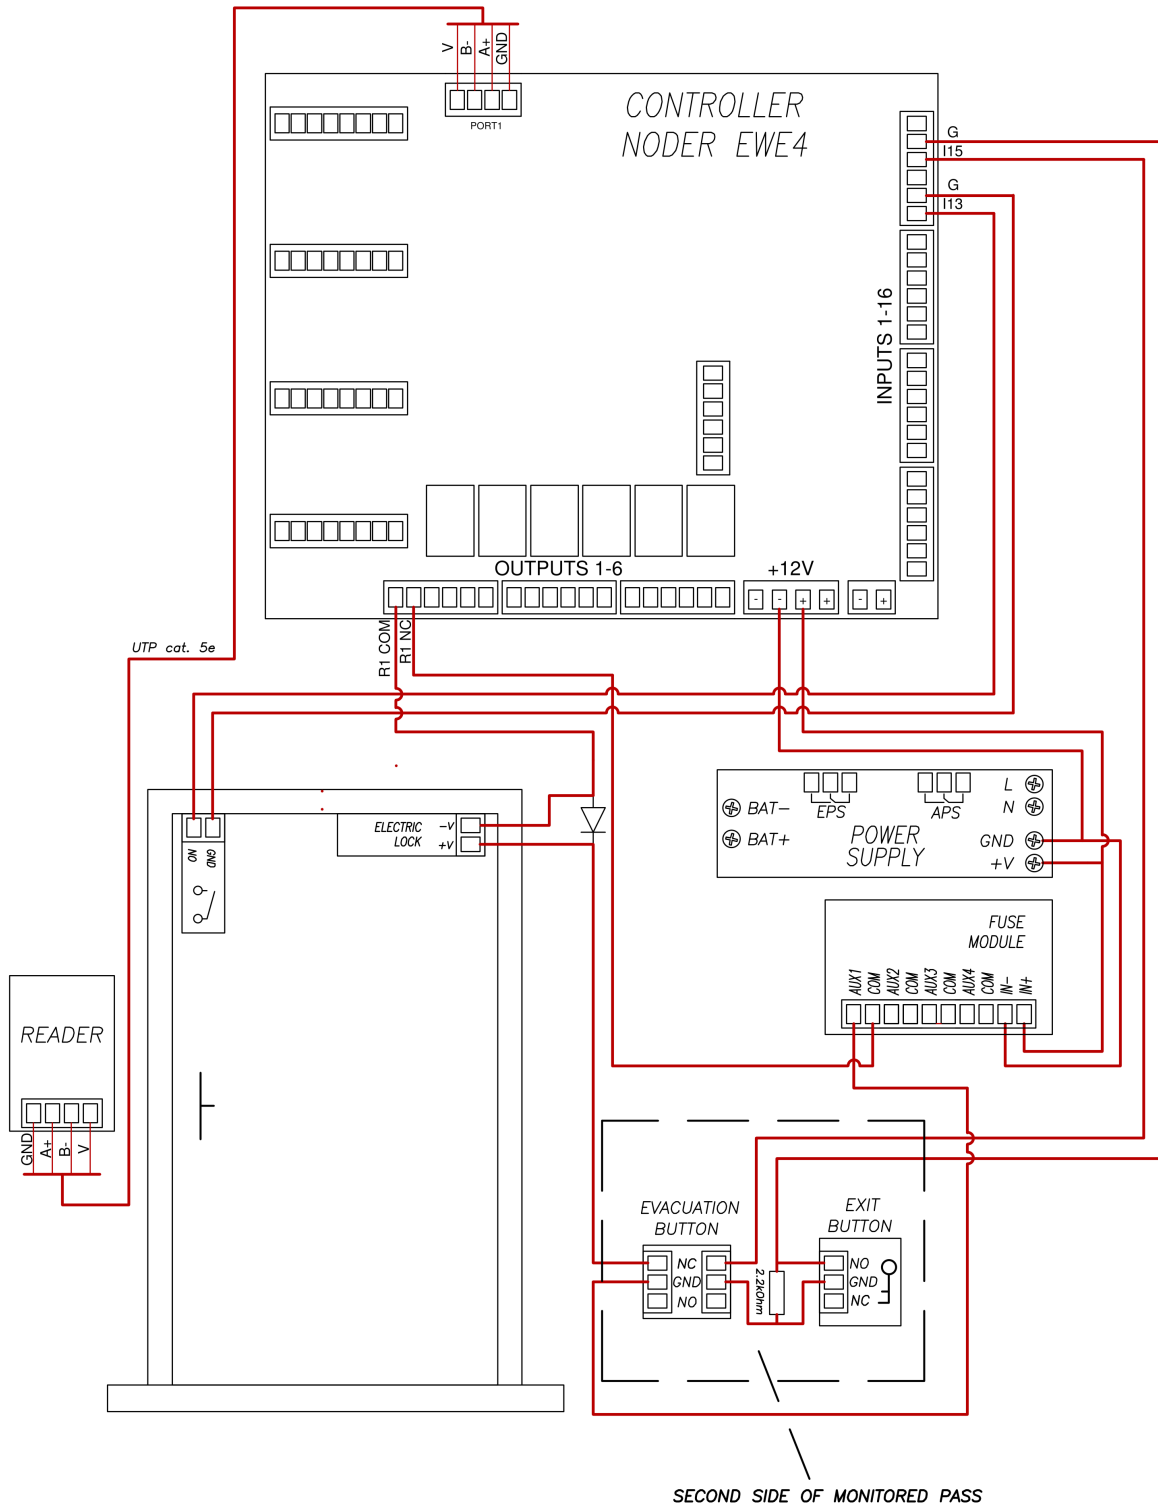 V
B-
A+
GND
PORT1
CONTROLLER
NODER EWE4
G
I15
G
I13
INPUTS 1-16
OUTPUTS 1-6
+12V
- - + +
- +
R1 COM
R1 NC
UTP cat. 5e
NO
GND
ELECTRIC
LOCK
-V
+V
BAT-
BAT+
EPS
APS
POWER
SUPPLY
L
N
GND
+V
FUSE
MODULE
AUX1
COM
AUX2
COM
AUX3
COM
AUX4
COM
IN-
IN+
READER
GND
A+
B-
V
EVACUATION
BUTTON
NC
GND
NO
2.2kOhm
EXIT
BUTTON
NO
GND
NC
SECOND SIDE OF MONITORED PASS